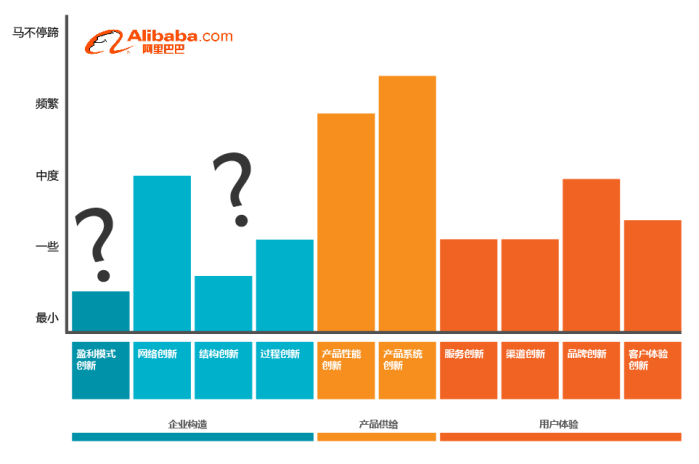 马不停蹄
Alibaba.com
阿里巴巴
频繁
?
?
中度
一些
最小
盈利模式
创新
网络创新
结构创新
过程创新
产品性能
创新
产品系统
创新
服务创新
渠道创新
品牌创新
客户体验
创新
企业构造
产品供给
用户体验